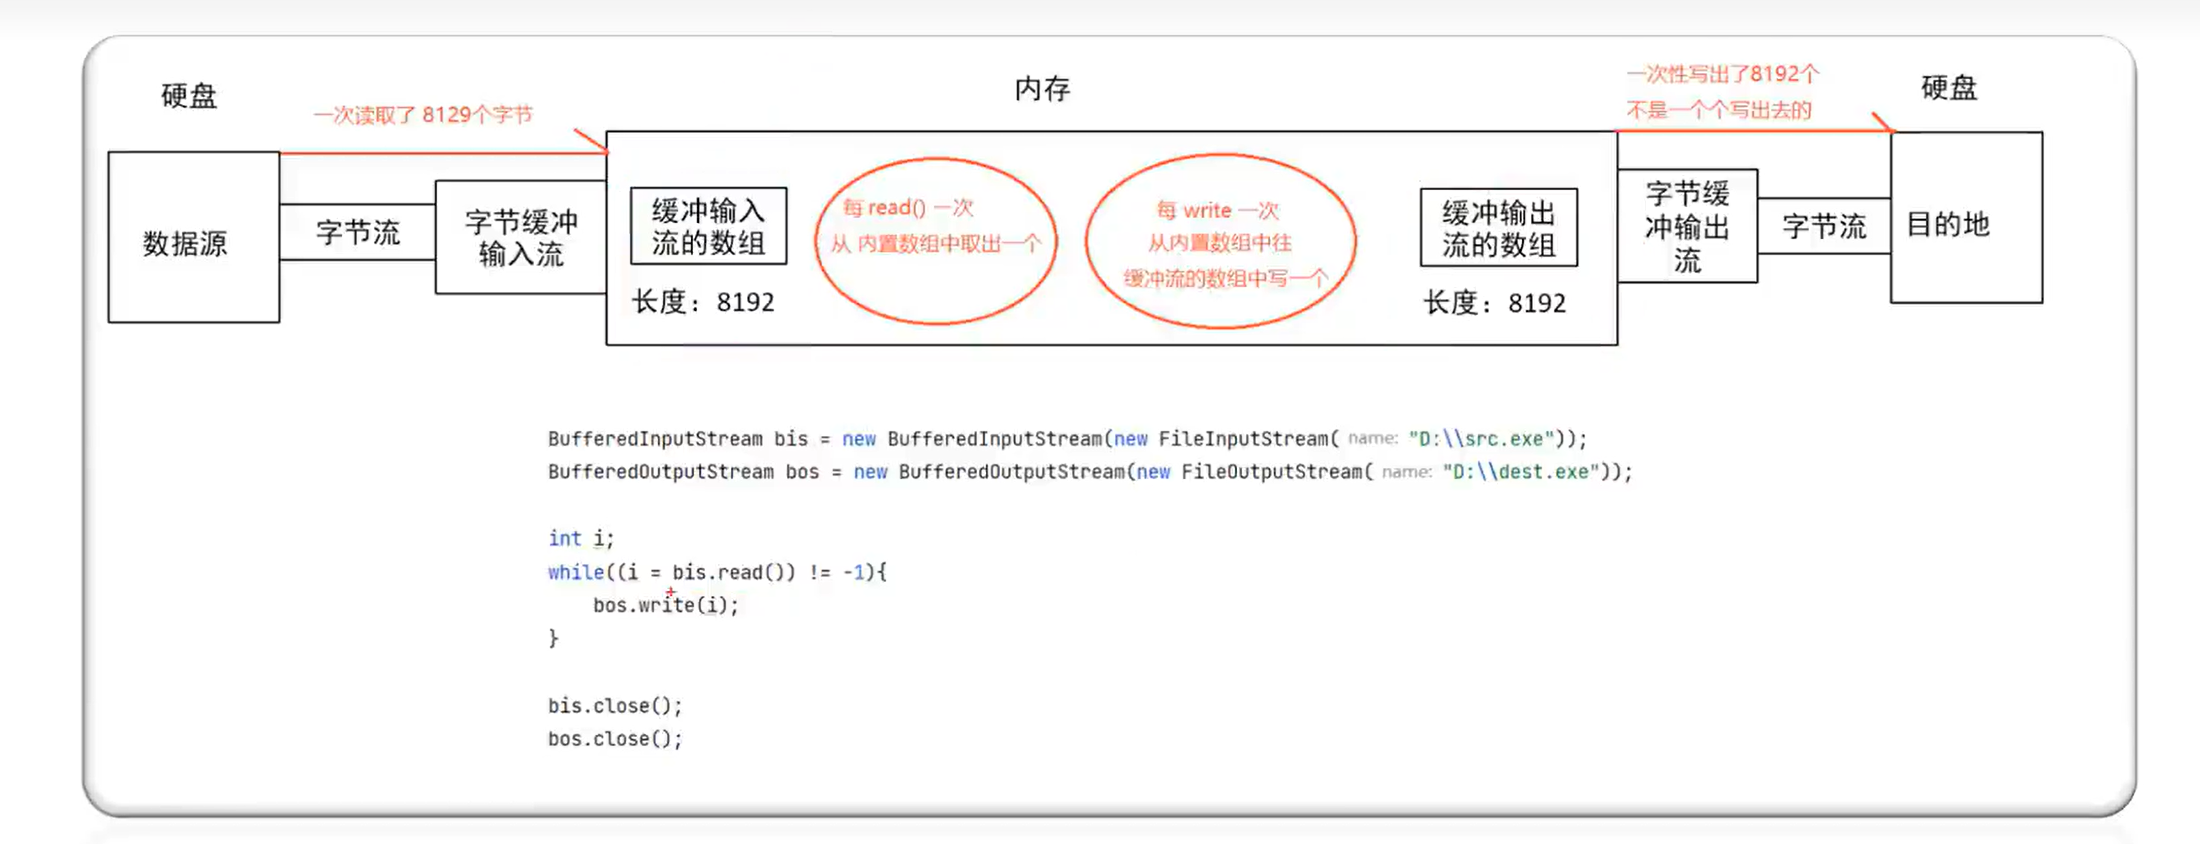 硬盘
一次读取了 8129个字节
内存
一次性写出了8192个
不是一个个写出去的
硬盘
数据源
字节流
字节缓冲
输入流
缓冲输入
流的数组
长度：8192
每 read() 一次
从 内置数组中取出一个
每 write 一次
从内置数组中往
缓冲流的数组中写一个
缓冲输出
流的数组
长度：8192
字节缓
冲输出
流
字节流
目的地
BufferedInputStream bis = new BufferedInputStream(new FileInputStream( name: "D:\\src.exe"));
BufferedOutputStream bos = new BufferedOutputStream(new FileOutputStream( name: "D:\\dest.exe"));
int i;
while((i = bis.read()) != -1){
bos.write(i);
}
bis.close();
bos.close();